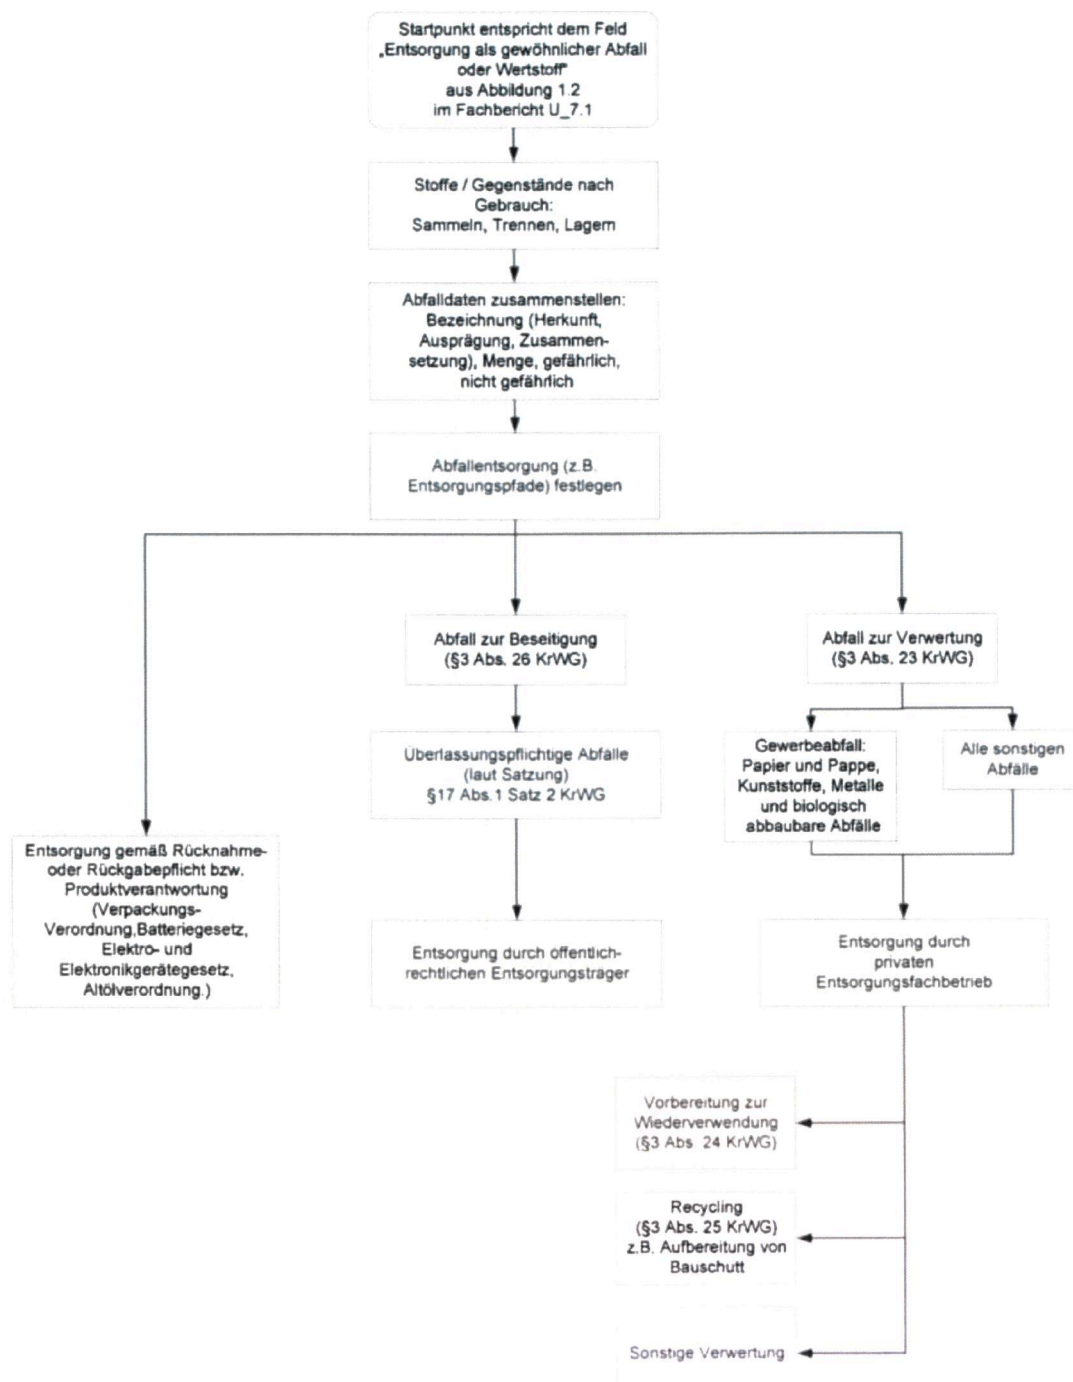 Startpunkt entspricht dem Feld
„Entsorgung als gewöhnlicher Abfall
oder Wertstoff"
aus Abbildung 1.2
im Fachbericht U_7.1
Stoffe / Gegenstände nach
Gebrauch:
Sammeln, Trennen, Lagern
Abfalldaten zusammenstellen:
Bezeichnung (Herkunft,
Ausprägung, Zusammen-
setzung), Menge, gefährlich,
nicht gefährlich
Abfallentsorgung (z.B.
Entsorgungspfade) festlegen
Entsorgung gemäß Rücknahme-
oder Rückgabepflicht bzw.
Produktverantwortung
(Verpackungs-
Verordnung,Batteriegesetz,
Elektro- und
Elektronikgerätegesetz,
Altölverordnung.)
Abfall zur Beseitigung
(§3 Abs. 26 KrWG)
Überlassungspflichtige Abfälle
(laut Satzung)
§17 Abs.1 Satz 2 KrWG
Entsorgung durch öffentlich-
rechtlichen Entsorgungsträger
Abfall zur Verwertung
(§3 Abs. 23 KrWG)
Gewerbeabfall:
Papier und Pappe,
Kunststoffe, Metalle
und biologisch
abbaubare Abfälle
Alle sonstigen
Abfälle
Entsorgung durch
privaten
Entsorgungsfachbetrieb
Vorbereitung zur
Wiederverwendung
(§3 Abs. 24 KrWG)
Recycling
(§3 Abs. 25 KrWG)
z.B. Aufbereitung von
Bauschutt
Sonstige Verwertung